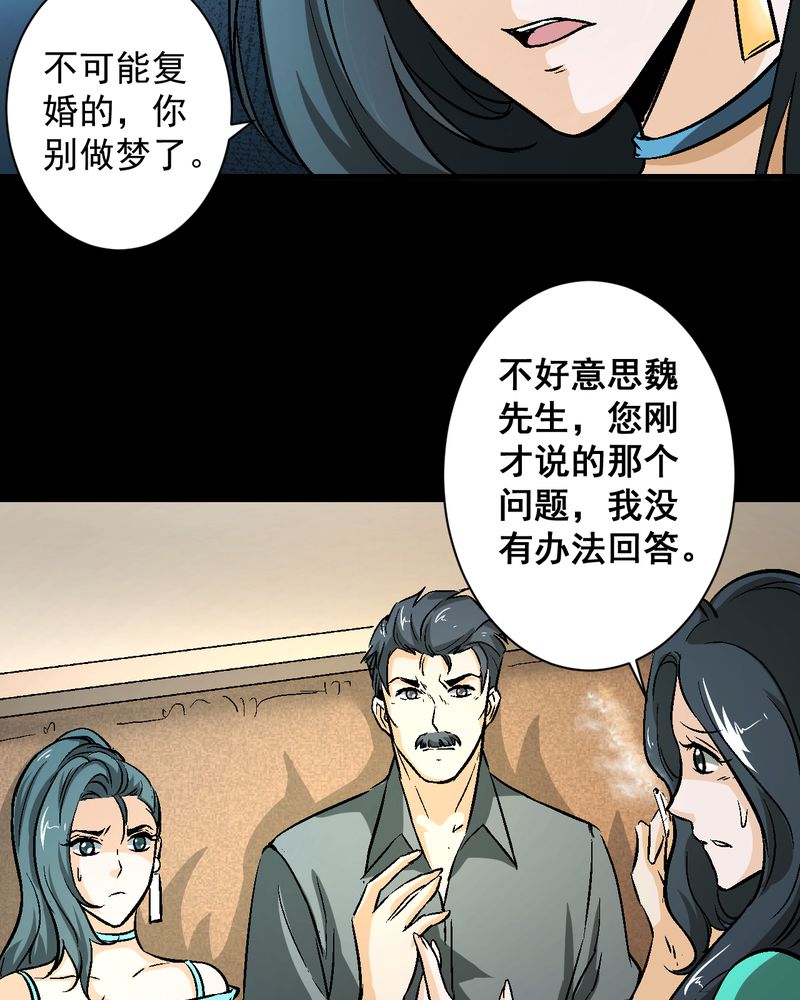 不可能复
婚的，你
别做梦了。
不好意思魏
先生，您刚
才说的那个
问题，我没
有办法回答。